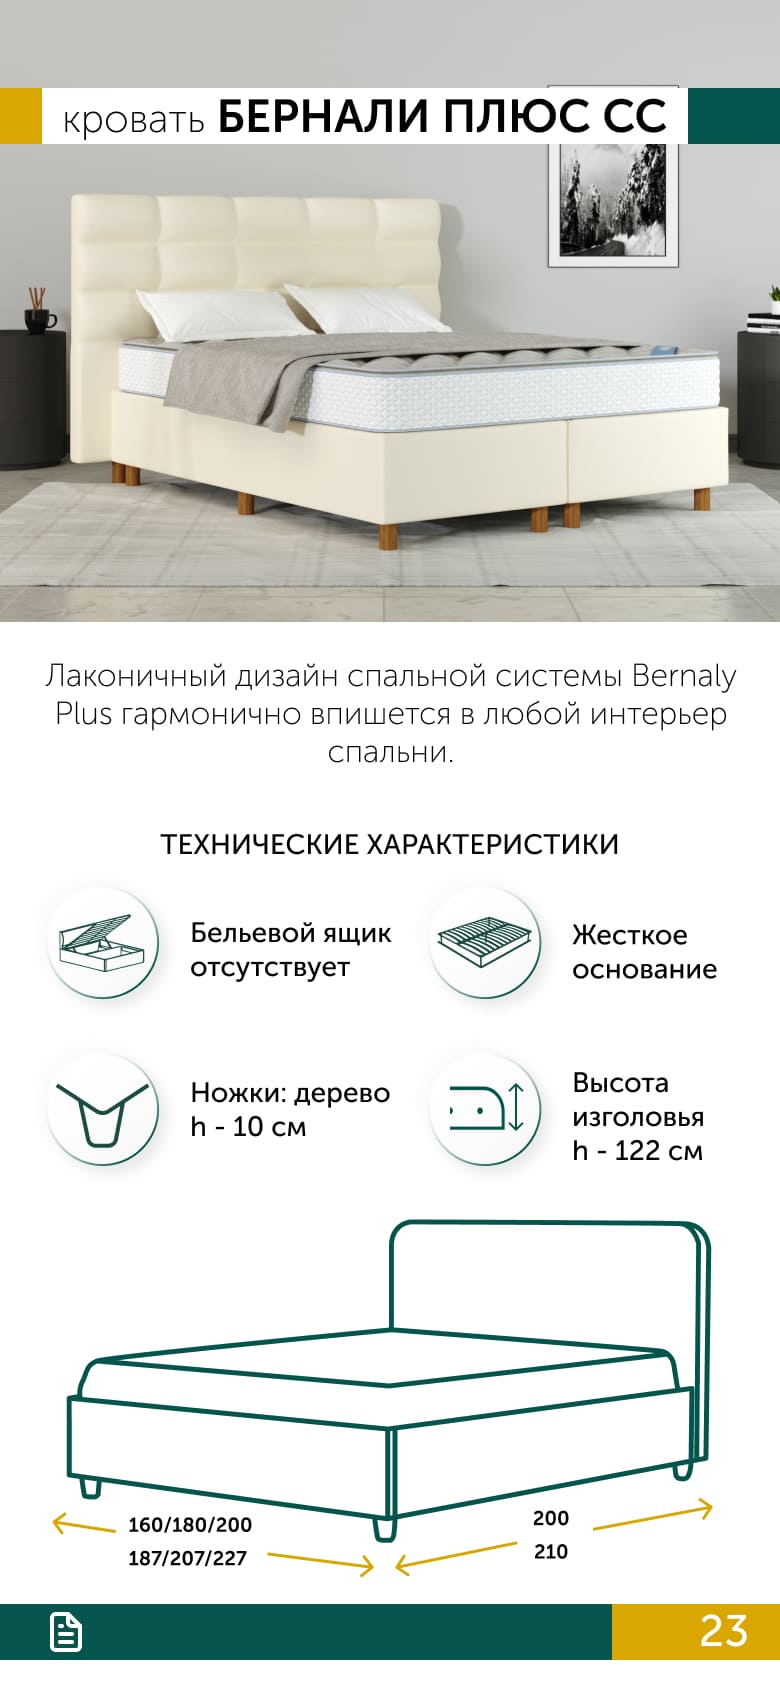 кровать БЕРНАЛИ ПЛЮС СС
Лаконичный дизайн спальной системы Bernaly
Plus гармонично впишется в любой интерьер
спальни.
ТЕХНИЧЕСКИЕ ХАРАКТЕРИСТИКИ
Бельевой ящик
отсутствует
Жесткое
основание
Ножки: дерево
h - 10 см
Высота
изголовья
h - 122 см
160/180/200
187/207/227
200
210
23